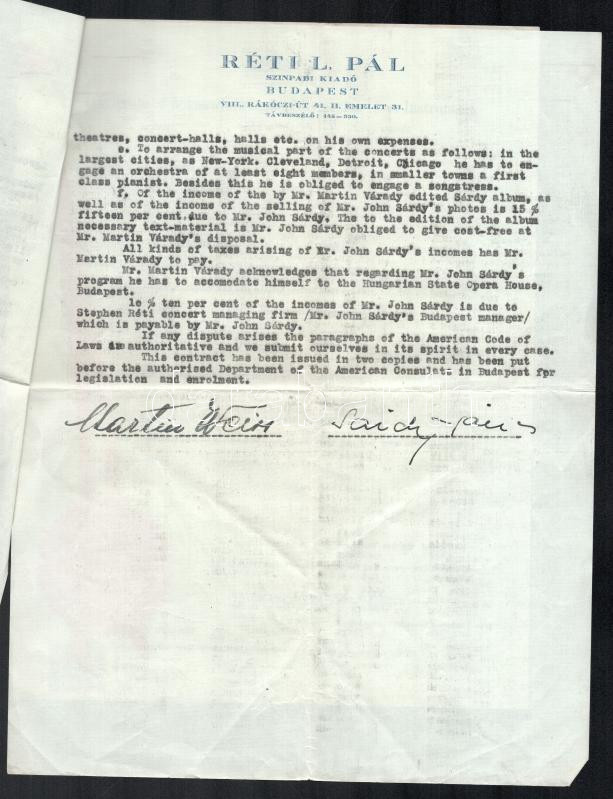 RÉTI L. PÁL
SZINPADI KIADÓ
BUDAPEST
VIII., RÁKÓCZI-ÚT 41. II. EMELET 31.
TÁVBESZÉLŐ: 144-330.
theatres, concert-halls, halls etc. on his own expenses.
e. To arrange the musical part of the concerts as follows: in the
largest cities, as New-York. Cleveland, Detroit, Chicago he has to en-
gage an orchestra of at least eight members, in smaller towns a first
class pianist. Besides this he is obliged to engage a songstress.
f. Of the income of the by Mr. Martin Várady edited Sárdy album, as
well as of the income of the selling of Mr. John Sárdy's photos is 15 %
fifteen per cent due to Mr. John Sárdy. The to the edition of the album
necessary text-material is Mr. John Sárdy obliged to give cost-free at
Mr. Martin Várady's disposal.
All kinds of taxes arising of Mr. John Sárdy's incomes has Mr.
Martin Várady to pay.
Mr. Martin Várady acknowledges that regarding Mr. John Sárdy's
program he has to accomodate himself to the Hungarian State Opera House,
Budapest.
lo % ten per cent of the incomes of Mr. John Sárdy is due to
Stephen Réti concert managing firm /Mr. John Sárdy's Budapest manager/
which is payable by Mr. John Sárdy.
If any dispute arises the paragraphs of the American Code of
Laws are authoritative and we submit ourselves in its spirit in every case.
This contract has been issued in two copies and has been put
before the authorised Department of the American Consulate in Budapest for
legislation and enrolment.
Martin Weiss Sárdy János